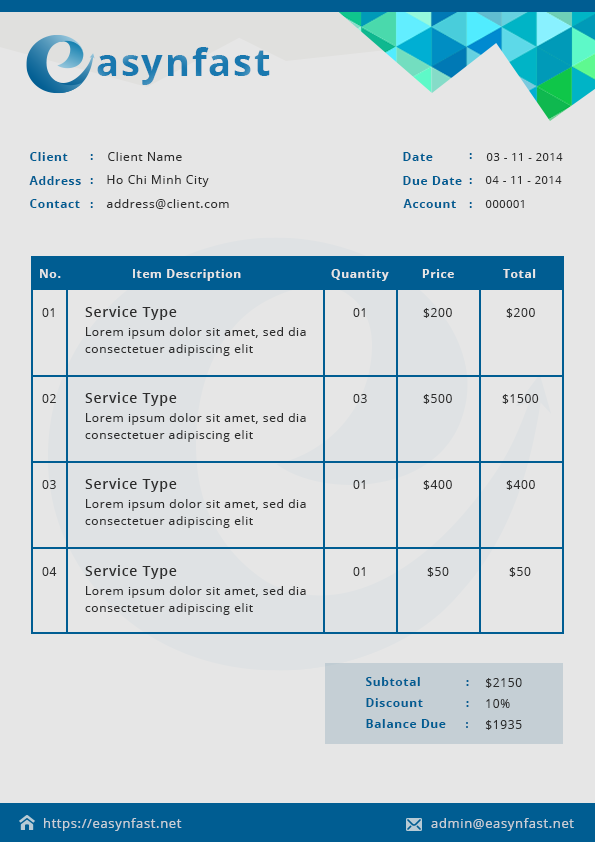 easynfast
Client : Client Name
Address : Ho Chi Minh City
Contact : address@client.com
Date : 03 - 11 - 2014
Due Date : 04 - 11 - 2014
Account : 000001
No. Item Description Quantity Price Total
01 Service Type 01 $200 $200
Lorem ipsum dolor sit amet, sed dia
consectetuer adipiscing elit
02 Service Type 03 $500 $1500
Lorem ipsum dolor sit amet, sed dia
consectetuer adipiscing elit
03 Service Type 01 $400 $400
Lorem ipsum dolor sit amet, sed dia
consectetuer adipiscing elit
04 Service Type 01 $50 $50
Lorem ipsum dolor sit amet, sed dia
consectetuer adipiscing elit
Subtotal : $2150
Discount : 10%
Balance Due : $1935
https://easynfast.net admin@easynfast.net